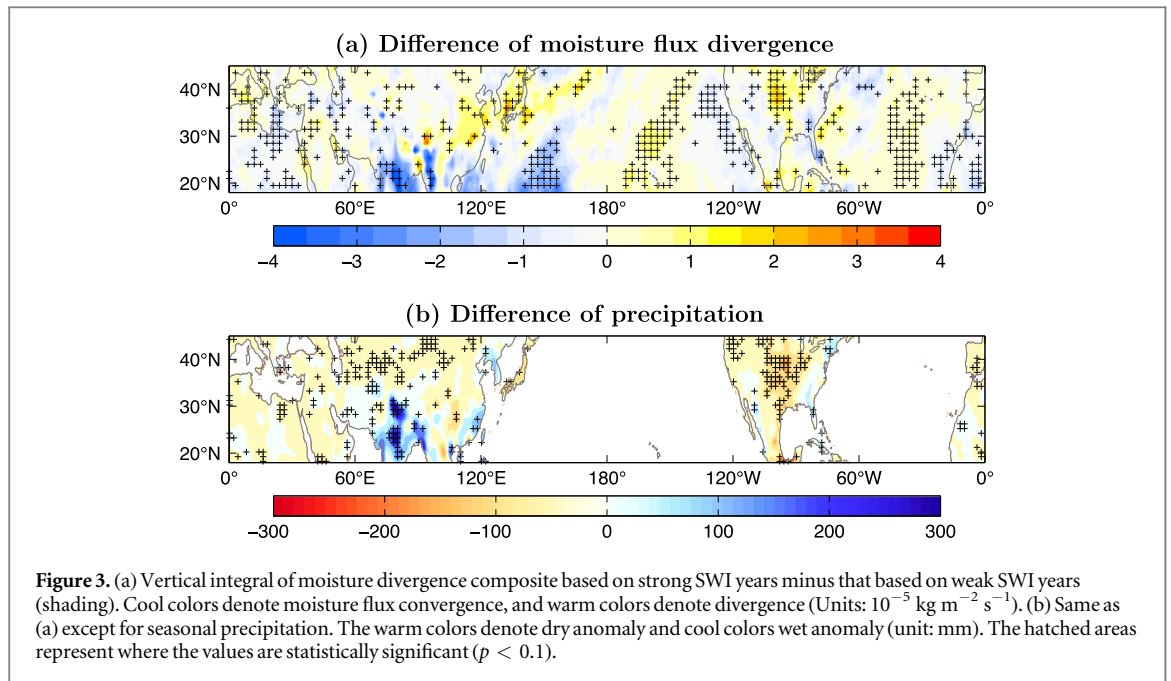 (a) Difference of moisture flux divergence
40°N
30°N
20°N
0° 60°E 120°E 180° 120°W 60°W 0°
−4 −3 −2 −1 0 1 2 3 4
(b) Difference of precipitation
40°N
30°N
20°N
0° 60°E 120°E 180° 120°W 60°W 0°
−300 −200 −100 0 100 200 300
Figure 3. (a) Vertical integral of moisture divergence composite based on strong SWI years minus that based on weak SWI years
(shading). Cool colors denote moisture flux convergence, and warm colors denote divergence (Units: 10⁻⁵ kg m⁻² s⁻¹). (b) Same as
(a) except for seasonal precipitation. The warm colors denote dry anomaly and cool colors wet anomaly (unit: mm). The hatched areas
represent where the values are statistically significant (p < 0.1).